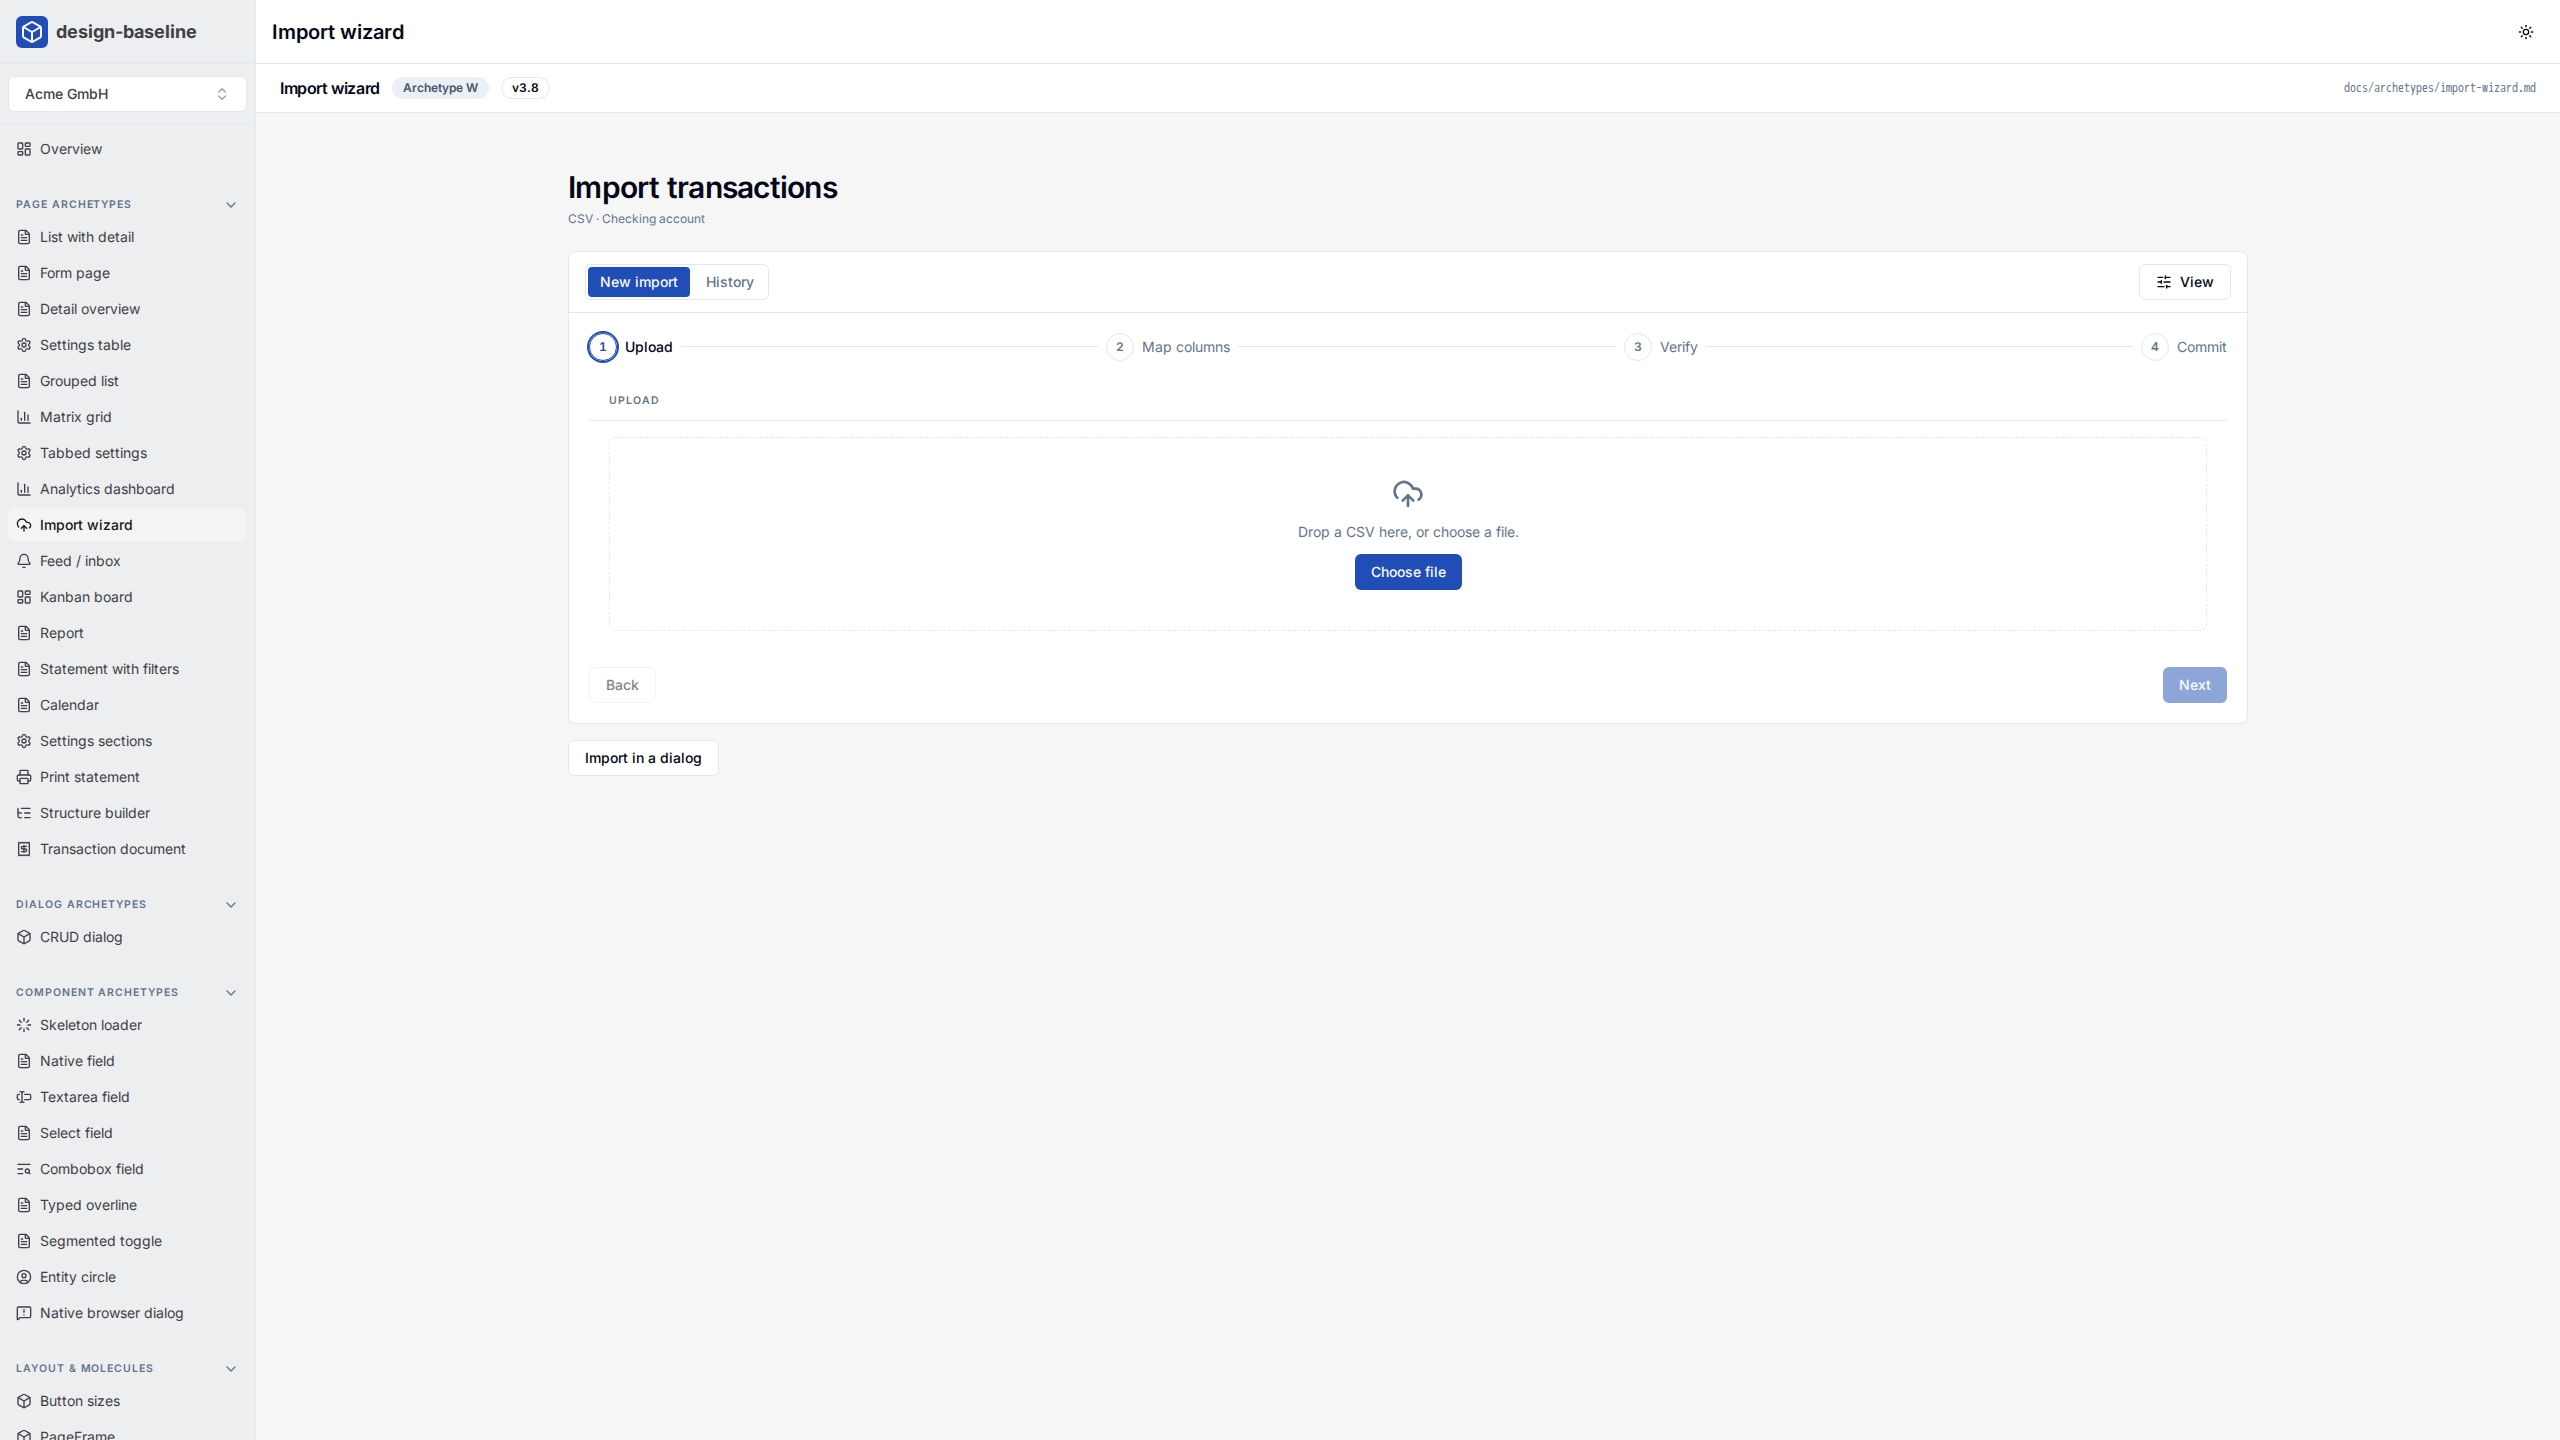 design-baseline
Import wizard
Acme GmbH
Import wizard
Archetype W
v3.8
docs/archetypes/import-wizard.md
Overview
PAGE ARCHETYPES
List with detail
Form page
Detail overview
Settings table
Grouped list
Matrix grid
Tabbed settings
Analytics dashboard
Import wizard
Feed / inbox
Kanban board
Report
Statement with filters
Calendar
Settings sections
Print statement
Structure builder
Transaction document
DIALOG ARCHETYPES
CRUD dialog
COMPONENT ARCHETYPES
Skeleton loader
Native field
Textarea field
Select field
Combobox field
Typed overline
Segmented toggle
Entity circle
Native browser dialog
LAYOUT & MOLECULES
Button sizes
PageFrame
Import transactions
CSV · Checking account
New import
History
View
1 Upload
2 Map columns
3 Verify
4 Commit
UPLOAD
Drop a CSV here, or choose a file.
Choose file
Back
Next
Import in a dialog